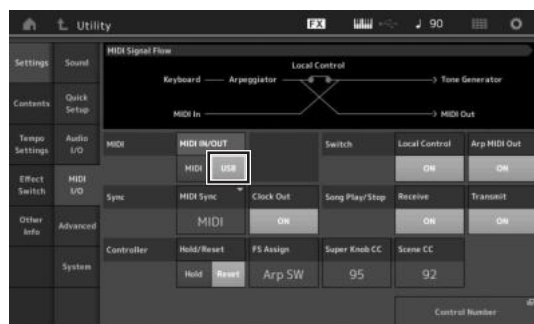 Utility FX 90
Settings Sound
MIDI Signal Flow
Local Control
Keyboard Arpeggiator Tone Generator
Contents Quick Setup
MIDI In MIDI Out
Tempo Settings Audio I/O
MIDI MIDI IN/OUT Switch Local Control Arp MIDI Out
MIDI USB ON ON
Effect Switch MIDI I/O
Sync MIDI Sync Clock Out Song Play/Stop Receive Transmit
MIDI ON ON ON
Other Info Advanced
Controller Hold/Reset FS Assign Super Knob CC Scene CC
System Hold Reset Arp SW 95 92
Control Number